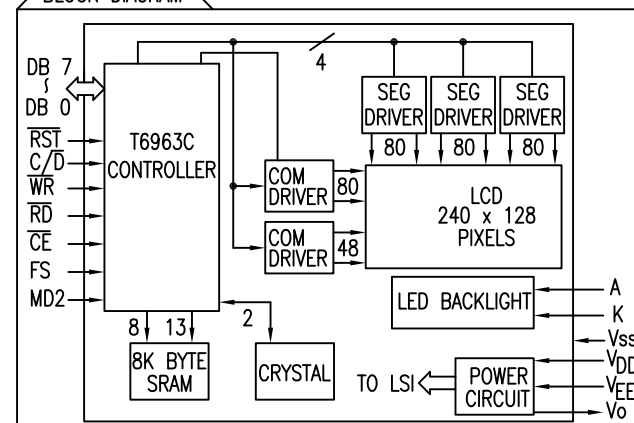 BLOCK DIAGRAM
4
DB 7
~
DB 0
RST
C/D
WR
RD
CE
FS
MD2
T6963C
CONTROLLER
SEG
DRIVER
SEG
DRIVER
SEG
DRIVER
80
80
80
COM
DRIVER
80
COM
DRIVER
48
LCD
240 x 128
PIXELS
LED BACKLIGHT
A
K
Vss
VDD
VEE
Vo
8
13
2
8K BYTE
SRAM
CRYSTAL
TO LSI
POWER
CIRCUIT